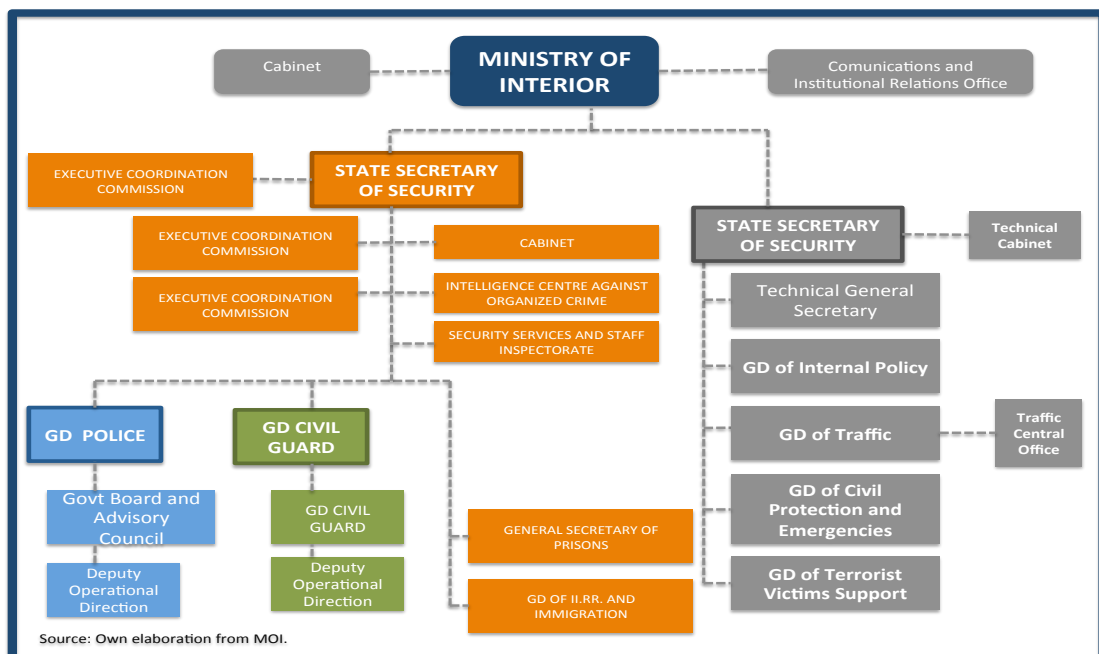 Cabinet
MINISTRY OF
INTERIOR
Comunications and
Institutional Relations Office
EXECUTIVE COORDINATION
COMMISSION
STATE SECRETARY
OF SECURITY
EXECUTIVE COORDINATION
COMMISSION
CABINET
EXECUTIVE COORDINATION
COMMISSION
INTELLIGENCE CENTRE AGAINST
ORGANIZED CRIME
SECURITY SERVICES AND STAFF
INSPECTORATE
STATE SECRETARY
OF SECURITY
Technical
Cabinet
Technical General
Secretary
GD of Internal Policy
GD of Traffic
Traffic
Central
Office
GD of Civil
Protection and
Emergencies
GD of Terrorist
Victims Support
GD POLICE
GD CIVIL
GUARD
Govt Board and
Advisory
Council
GD CIVIL
GUARD
Deputy
Operational
Direction
Deputy
Operational
Direction
GENERAL SECRETARY OF
PRISONS
GD OF II.RR. AND
IMMIGRATION
Source: Own elaboration from MOI.